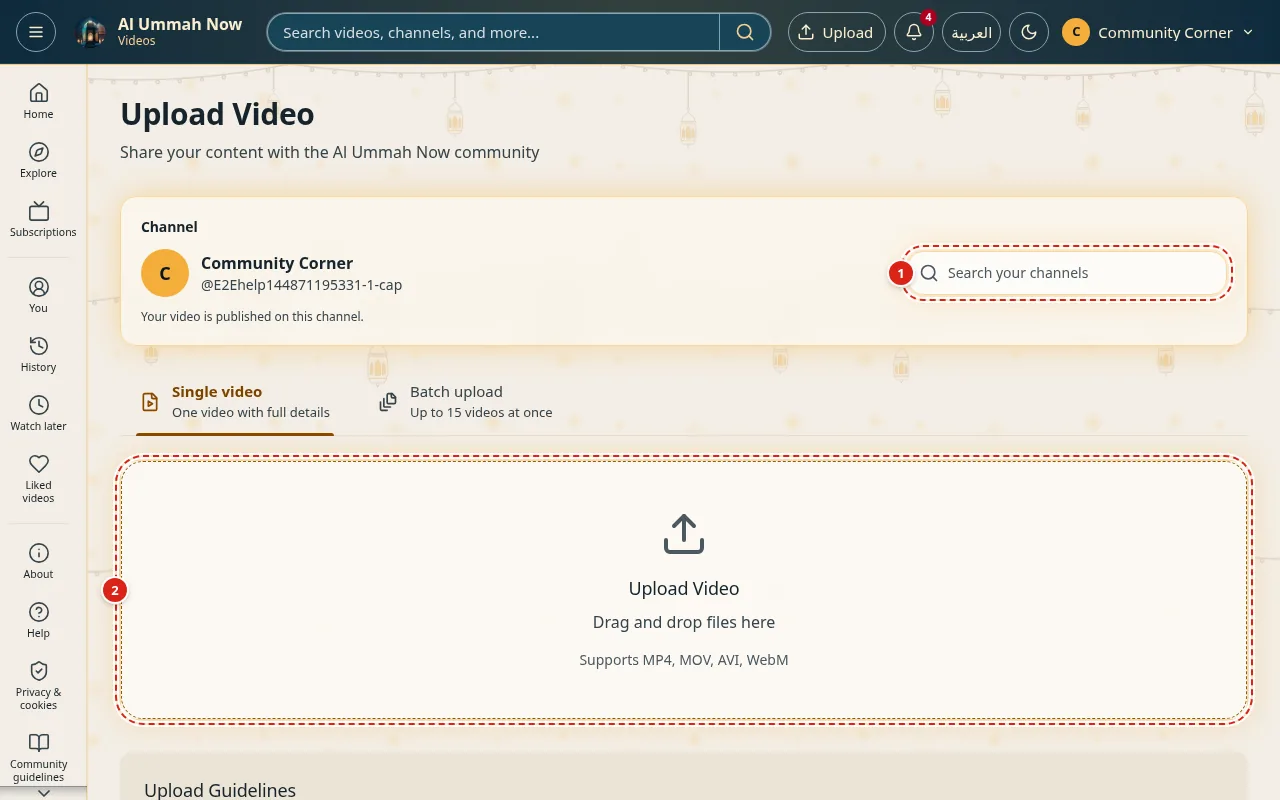 Al Ummah Now
Videos
Search videos, channels, and more...
Upload
4
العربية
C
Community Corner
Home
Explore
Subscriptions
You
History
Watch later
Liked
videos
About
Help
Privacy &
cookies
Community
guidelines
Upload Video
Share your content with the Al Ummah Now community
Channel
C
Community Corner
@E2Ehelp144871195331-1-cap
Your video is published on this channel.
1
Search your channels
Single video
One video with full details
Batch upload
Up to 15 videos at once
2
Upload Video
Drag and drop files here
Supports MP4, MOV, AVI, WebM
Upload Guidelines